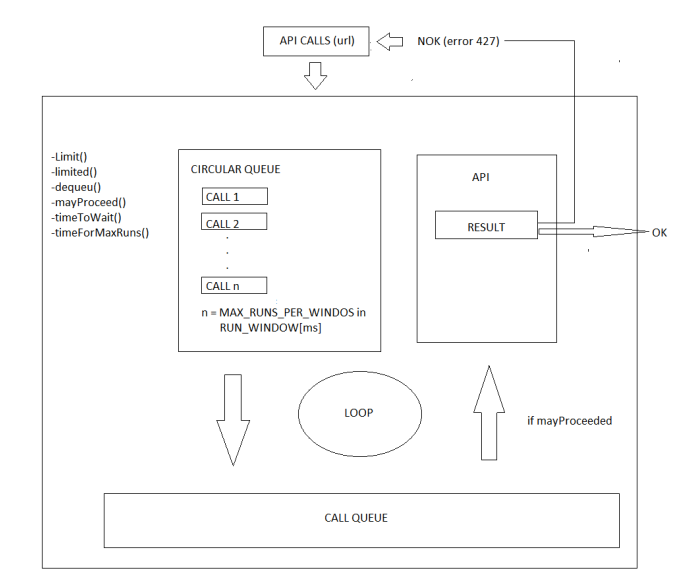 API CALLS (url)
NOK (error 427)
-Limit()
-limited()
-dequeu()
-mayProceed()
-timeToWait()
-timeForMaxRuns()
CIRCULAR QUEUE
CALL 1
CALL 2
.
.
.
CALL n
n = MAX_RUNS_PER_WINDOS in
RUN_WINDOW[ms]
API
RESULT
OK
LOOP
if mayProceeded
CALL QUEUE